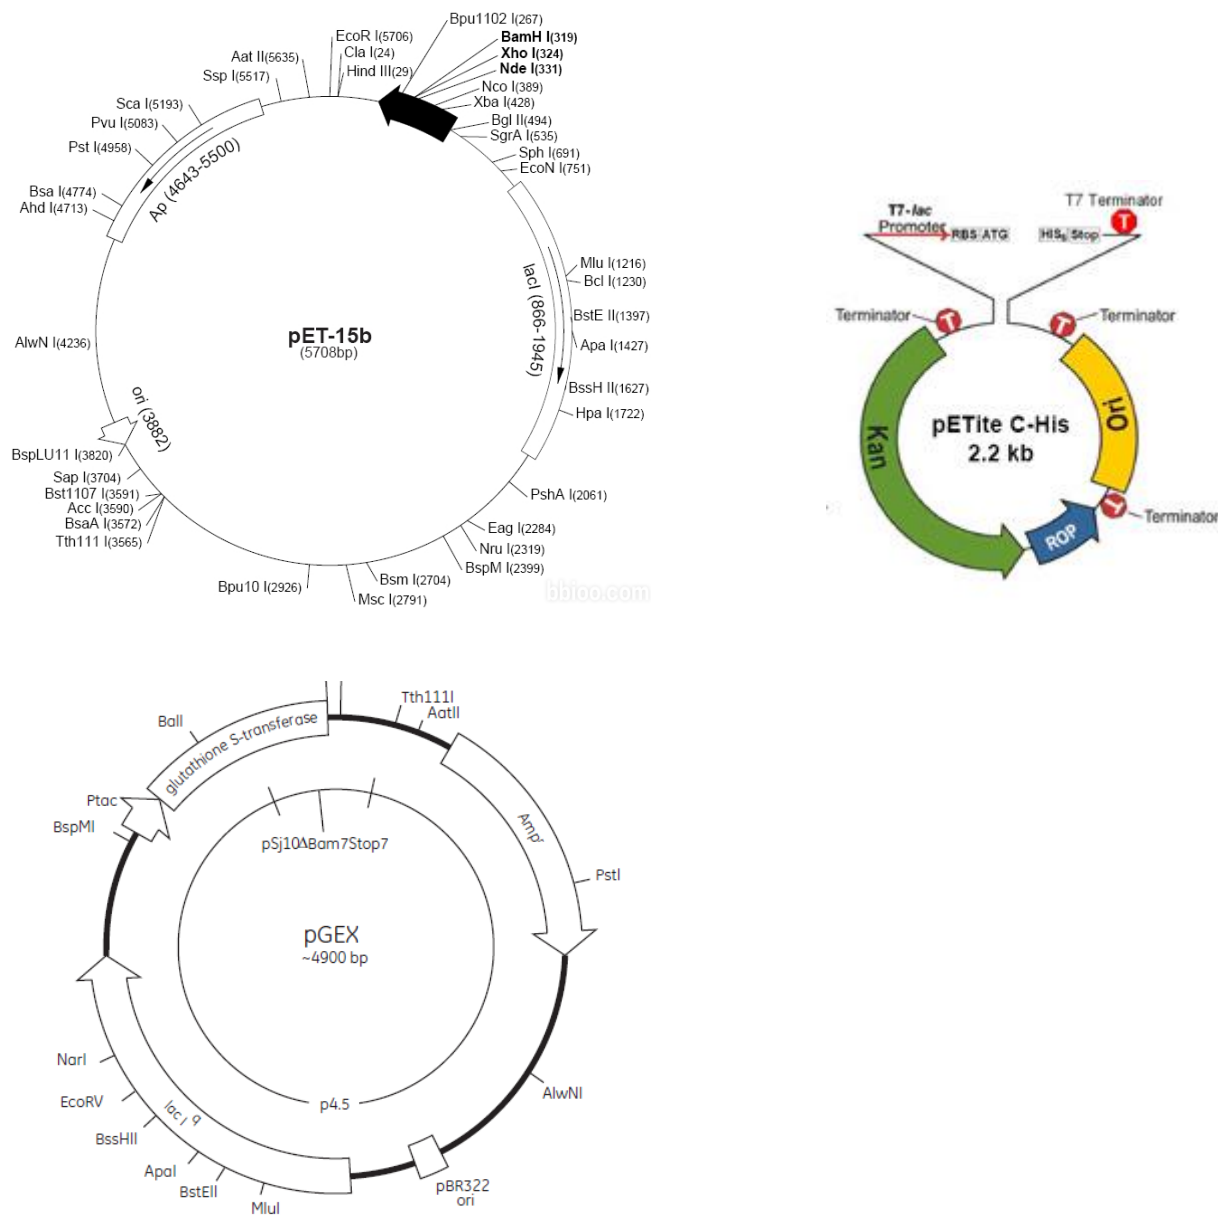 Bpu1102 I(267)
BamH I(319)
Xho I(324)
Nde I(331)
Nco I(389)
Xba I(428)
Bgl II(494)
SgrA I(535)
Sph I(691)
EcoN I(751)
EcoR I(5706)
Cla I(24)
Hind III(29)
Aat II(5635)
Ssp I(5517)
Sca I(5193)
Pvu I(5083)
Pst I(4958)
Bsa I(4774)
Ahd I(4713)
Ap (4643-5500)
lacI (866-1945)
Mlu I(1216)
Bcl I(1230)
BstE II(1397)
Apa I(1427)
BssH II(1627)
Hpa I(1722)
pET-15b
(5708bp)
AlwN I(4236)
ori (3882)
BspLU11 I(3820)
Sap I(3704)
Bst1107 I(3591)
Acc I(3590)
BsaA I(3572)
Tth111 I(3565)
PshA I(2061)
Eag I(2284)
Nru I(2319)
BspM I(2399)
Bsm I(2704)
Msc I(2791)
Bpu10 I(2926)
bbioo.com
T7-lac
Promoter
RBS ATG
HIS6 Stop
T7 Terminator
T
Terminator
T
T
Terminator
Kan
Ori
pETite C-His
2.2 kb
ROP
T
Terminator
Tth111I
AatII
BalI
glutathione S-transferase
Ptac
BspMI
pSj10ΔBam7Stop7
Ampr
PstI
pGEX
~4900 bp
NarI
EcoRV
BssHII
ApaI
BstEII
MluI
lac Iq
p4.5
AlwNI
pBR322
ori